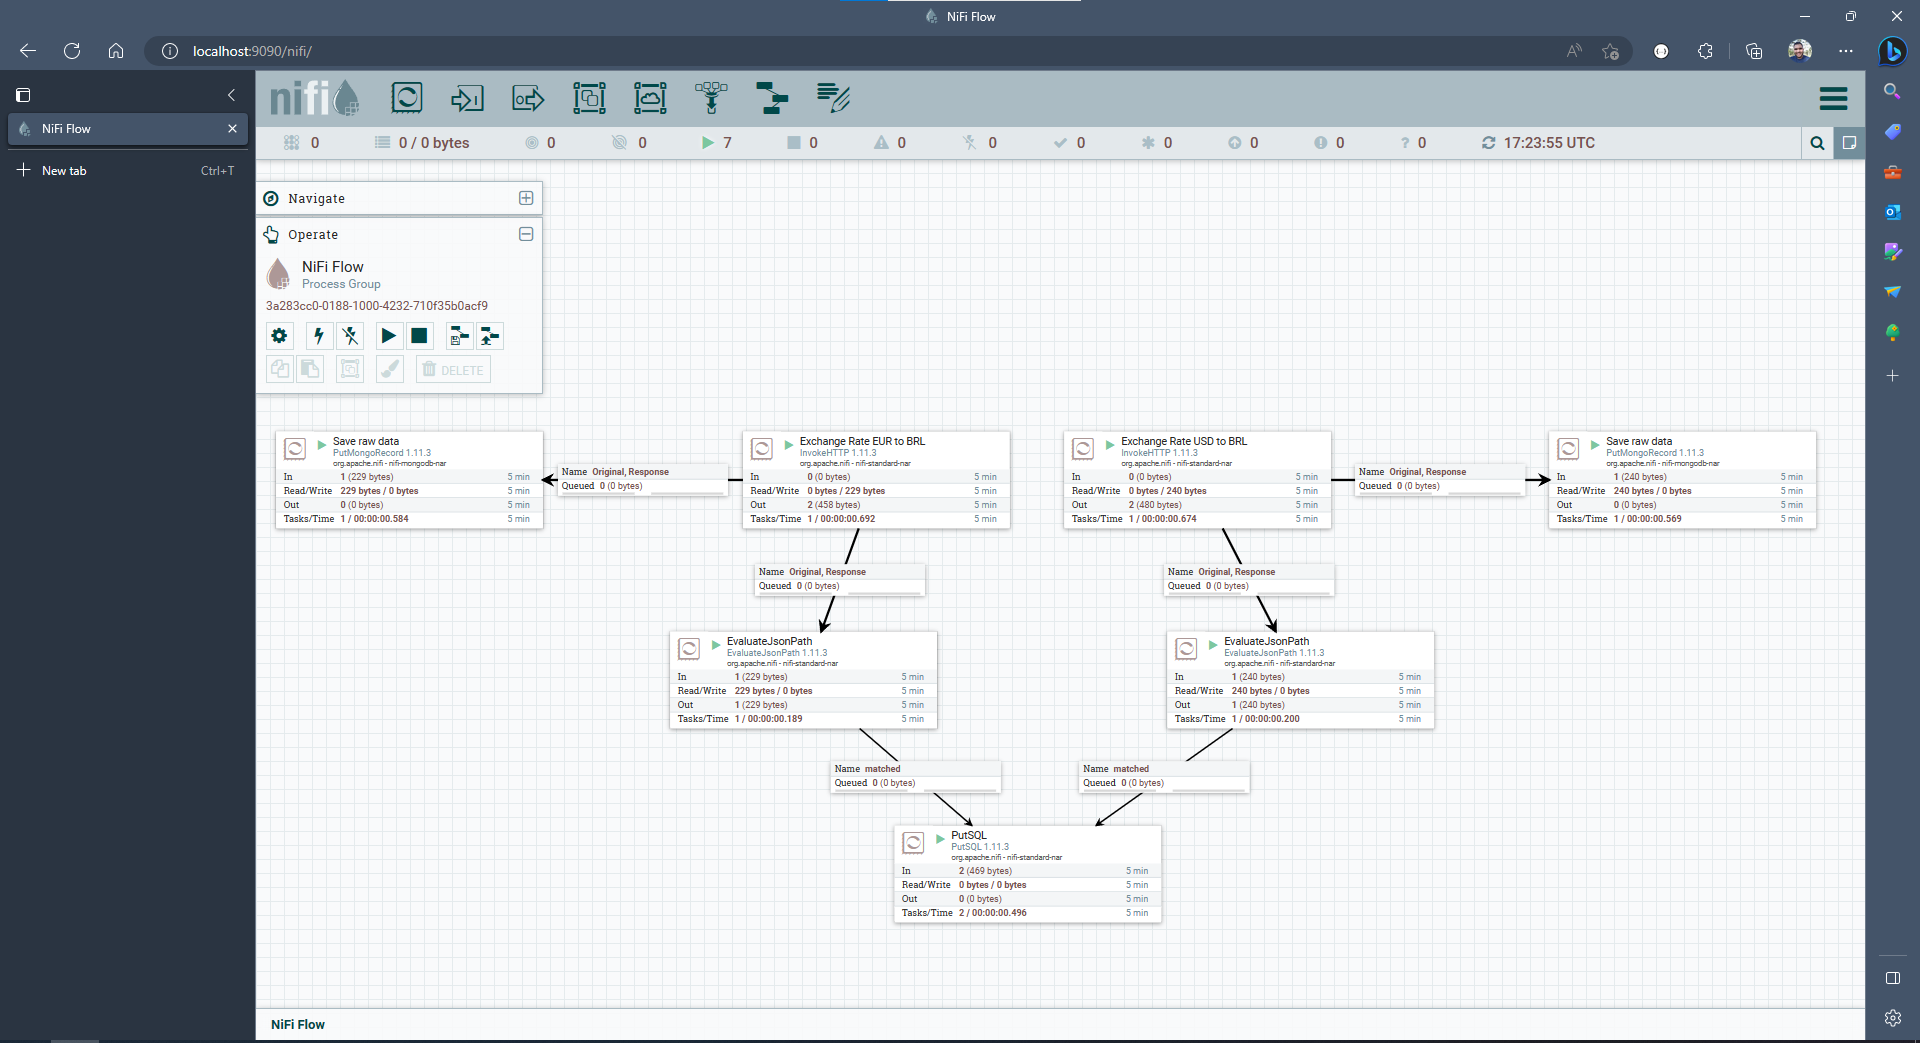 NiFi Flow
localhost:9090/nifi/
NiFi Flow
New tab Ctrl+T
nifi
0 0 / 0 bytes 0 0 7 0 0 0 0 0 0 0 ? 0 17:23:55 UTC
Navigate
Operate
NiFi Flow
Process Group
3a283cc0-0188-1000-4232-710f35b0acf9
DELETE
Save raw data
PutMongoRecord 1.11.3
org.apache.nifi - nifi-mongodb-nar
In 1 (229 bytes) 5 min
Read/Write 229 bytes / 0 bytes 5 min
Out 0 (0 bytes) 5 min
Tasks/Time 1 / 00:00:00.584 5 min
Name Original, Response
Queued 0 (0 bytes)
Exchange Rate EUR to BRL
InvokeHTTP 1.11.3
org.apache.nifi - nifi-standard-nar
In 0 (0 bytes) 5 min
Read/Write 0 bytes / 229 bytes 5 min
Out 2 (458 bytes) 5 min
Tasks/Time 1 / 00:00:00.692 5 min
Exchange Rate USD to BRL
InvokeHTTP 1.11.3
org.apache.nifi - nifi-standard-nar
In 0 (0 bytes) 5 min
Read/Write 0 bytes / 240 bytes 5 min
Out 2 (480 bytes) 5 min
Tasks/Time 1 / 00:00:00.674 5 min
Name Original, Response
Queued 0 (0 bytes)
Save raw data
PutMongoRecord 1.11.3
org.apache.nifi - nifi-mongodb-nar
In 1 (240 bytes) 5 min
Read/Write 240 bytes / 0 bytes 5 min
Out 0 (0 bytes) 5 min
Tasks/Time 1 / 00:00:00.569 5 min
Name Original, Response
Queued 0 (0 bytes)
Name Original, Response
Queued 0 (0 bytes)
EvaluateJsonPath
EvaluateJsonPath 1.11.3
org.apache.nifi - nifi-standard-nar
In 1 (229 bytes) 5 min
Read/Write 229 bytes / 0 bytes 5 min
Out 1 (229 bytes) 5 min
Tasks/Time 1 / 00:00:00.189 5 min
EvaluateJsonPath
EvaluateJsonPath 1.11.3
org.apache.nifi - nifi-standard-nar
In 1 (240 bytes) 5 min
Read/Write 240 bytes / 0 bytes 5 min
Out 1 (240 bytes) 5 min
Tasks/Time 1 / 00:00:00.200 5 min
Name matched
Queued 0 (0 bytes)
Name matched
Queued 0 (0 bytes)
PutSQL
PutSQL 1.11.3
org.apache.nifi - nifi-standard-nar
In 2 (469 bytes) 5 min
Read/Write 0 bytes / 0 bytes 5 min
Out 0 (0 bytes) 5 min
Tasks/Time 2 / 00:00:00.496 5 min
NiFi Flow